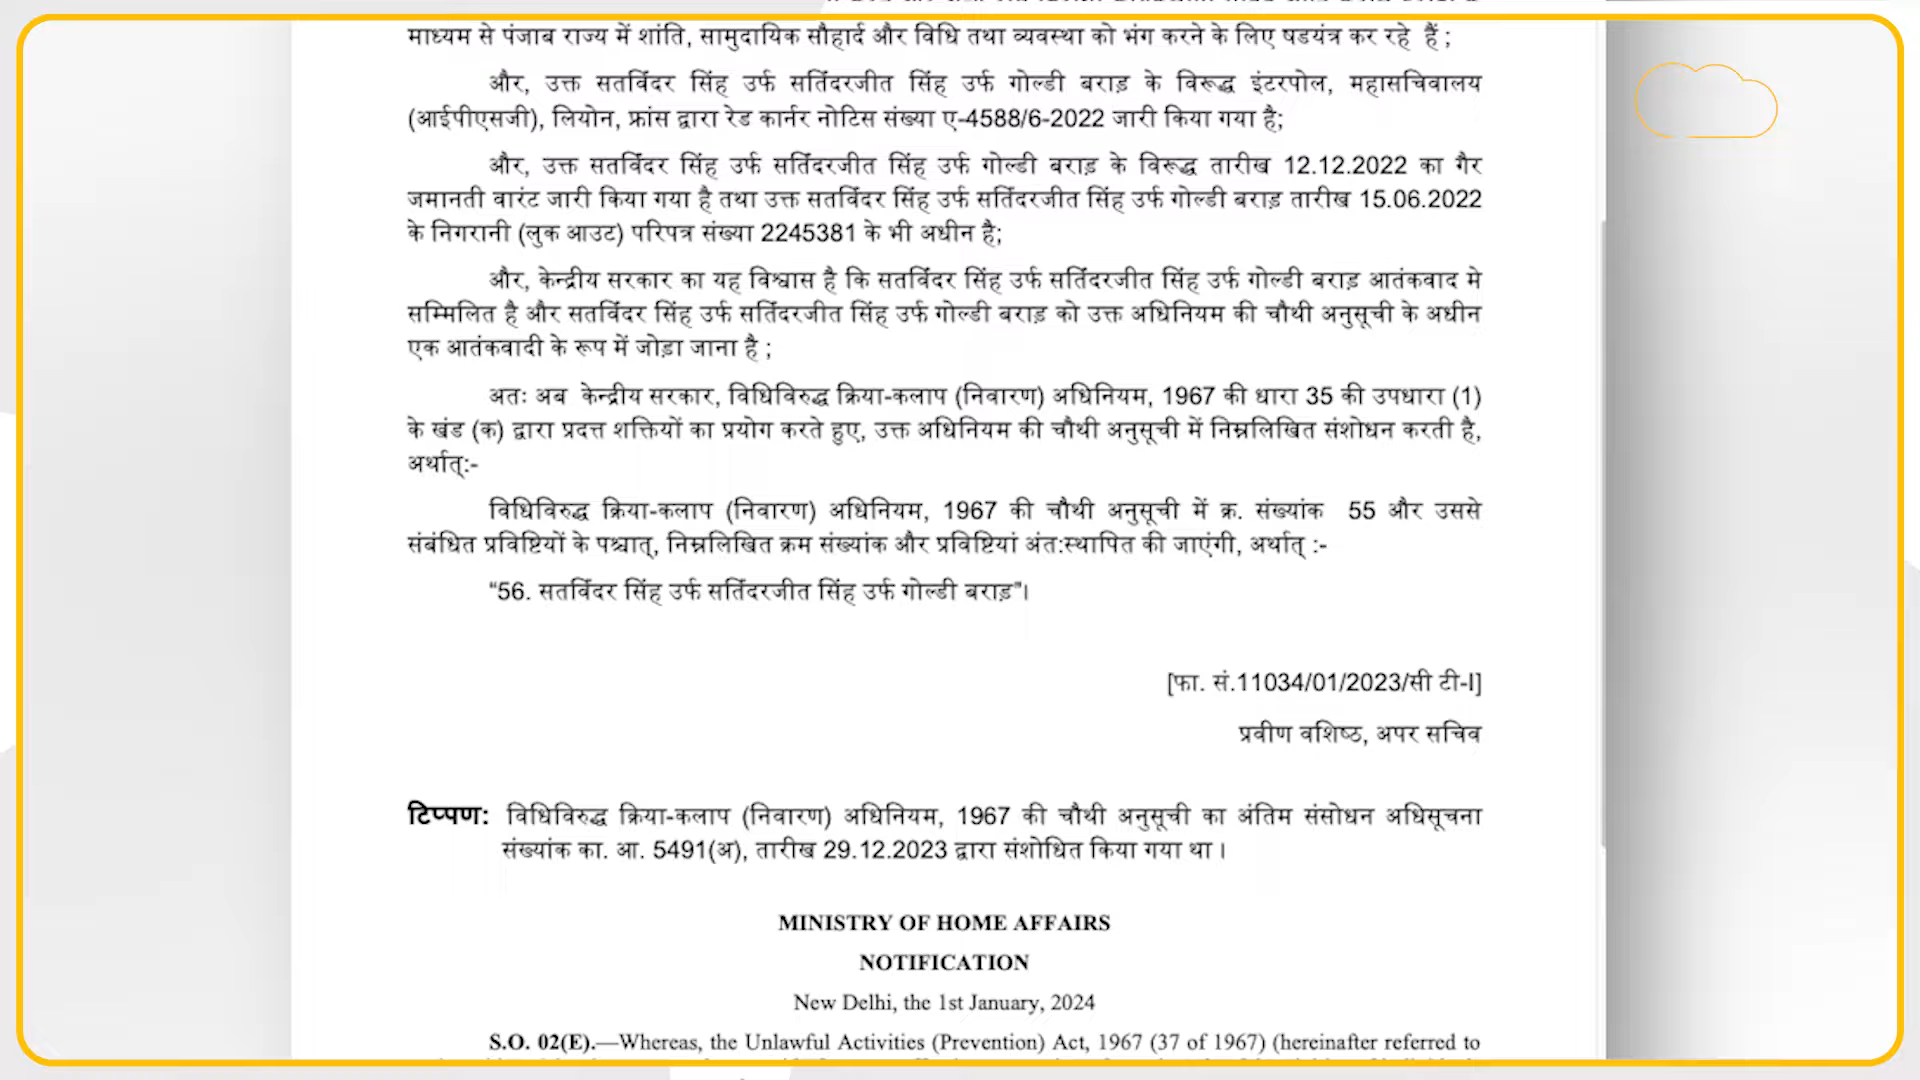 माध्यम से पंजाब राज्य में शांति, सामुदायिक सौहार्द और विधि तथा व्यवस्था को भंग करने के लिए षडयंत्र कर रहे हैं ;
और, उक्त सतविंदर सिंह उर्फ सतिंदरजीत सिंह उर्फ गोल्डी बराड़ के विरूद्ध इंटरपोल, महासचिवालय
(आईपीएसजी), लियोन, फ्रांस द्वारा रेड कार्नर नोटिस संख्या ए-4588/6-2022 जारी किया गया है;
और, उक्त सतविंदर सिंह उर्फ सतिंदरजीत सिंह उर्फ गोल्डी बराड़ के विरूद्ध तारीख 12.12.2022 का गैर
जमानती वारंट जारी किया गया है तथा उक्त सतविंदर सिंह उर्फ सतिंदरजीत सिंह उर्फ गोल्डी बराड़ तारीख 15.06.2022
के निगरानी (लुक आउट) परिपत्र संख्या 2245381 के भी अधीन है;
और, केन्द्रीय सरकार का यह विश्वास है कि सतविंदर सिंह उर्फ सतिंदरजीत सिंह उर्फ गोल्डी बराड़ आतंकवाद मे
सम्मिलित है और सतविंदर सिंह उर्फ सतिंदरजीत सिंह उर्फ गोल्डी बराड़ को उक्त अधिनियम की चौथी अनुसूची के अधीन
एक आतंकवादी के रूप में जोड़ा जाना है ;
अतः अब केन्द्रीय सरकार, विधिविरुद्ध क्रिया-कलाप (निवारण) अधिनियम, 1967 की धारा 35 की उपधारा (1)
के खंड (क) द्वारा प्रदत्त शक्तियों का प्रयोग करते हुए, उक्त अधिनियम की चौथी अनुसूची में निम्नलिखित संशोधन करती है,
अर्थात्:-
विधिविरुद्ध क्रिया-कलाप (निवारण) अधिनियम, 1967 की चौथी अनुसूची में क्र. संख्यांक 55 और उससे
संबंधित प्रविष्टियों के पश्चात्, निम्नलिखित क्रम संख्यांक और प्रविष्टियां अंत:स्थापित की जाएंगी, अर्थात् :-
“56. सतविंदर सिंह उर्फ सतिंदरजीत सिंह उर्फ गोल्डी बराड़”।
[फा. सं.11034/01/2023/सी टी-I]
प्रवीण वशिष्ठ, अपर सचिव
टिप्पण: विधिविरुद्ध क्रिया-कलाप (निवारण) अधिनियम, 1967 की चौथी अनुसूची का अंतिम संसोधन अधिसूचना
संख्यांक का. आ. 5491(अ), तारीख 29.12.2023 द्वारा संशोधित किया गया था ।
MINISTRY OF HOME AFFAIRS
NOTIFICATION
New Delhi, the 1st January, 2024
S.O. 02(E).—Whereas, the Unlawful Activities (Prevention) Act, 1967 (37 of 1967) (hereinafter referred to